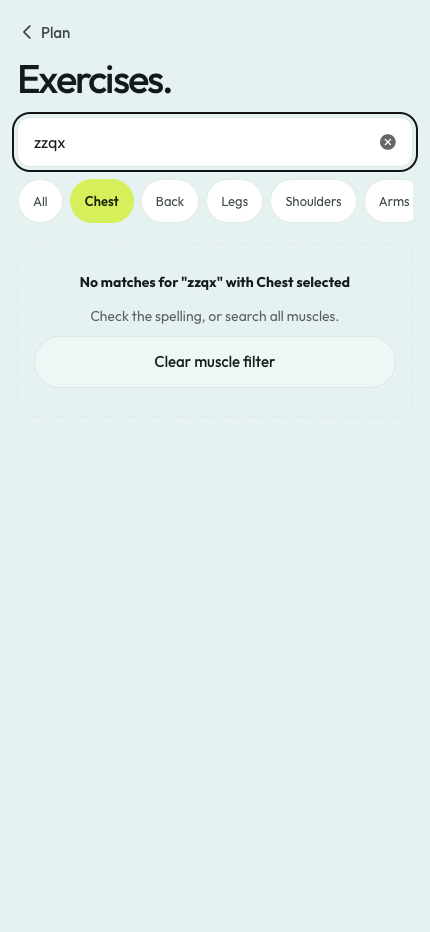 Plan
Exercises.
zzqx
All Chest Back Legs Shoulders Arms
No matches for "zzqx" with Chest selected
Check the spelling, or search all muscles.
Clear muscle filter